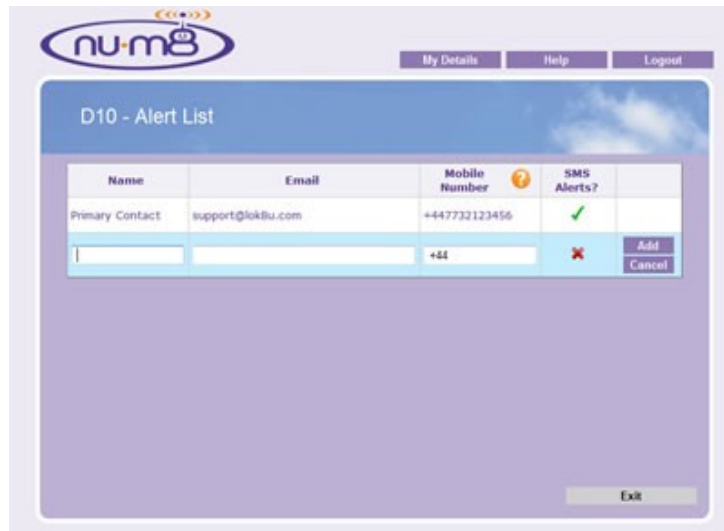 nu·m8
My Details Help Logout
D10 - Alert List
Name Email Mobile Number ? SMS Alerts?
Primary Contact support@lok8u.com +447732123456
+44 Add
Cancel
Exit